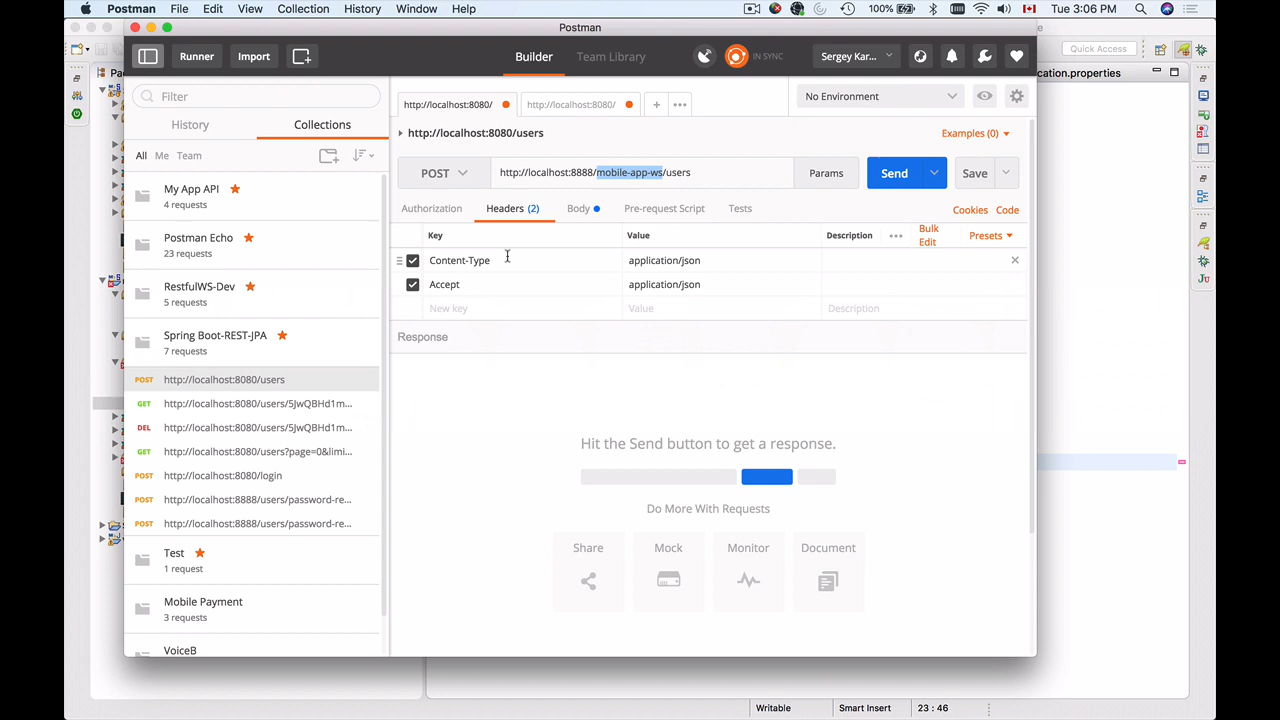 Postman File Edit View Collection History Window Help 100% Tue 3:06 PM
Postman
Quick Access
Runner Import Builder Team Library Sergey Kar... IN SYNC
cation.properties
Filter
History Collections
All Me Team
My App API
4 requests
Postman Echo
23 requests
RestfulWS-Dev
5 requests
Spring Boot-REST-JPA
7 requests
POST http://localhost:8080/users
GET http://localhost:8080/users/5JwQBHd1m...
DEL http://localhost:8080/users/5JwQBHd1m...
GET http://localhost:8080/users?page=0&limi...
POST http://localhost:8080/login
POST http://localhost:8888/users/password-re...
POST http://localhost:8888/users/password-re...
Test
1 request
Mobile Payment
3 requests
VoiceB
http://localhost:8080/ http://localhost:8080/ + ••• No Environment
http://localhost:8080/users Examples (0)
POST http://localhost:8888/mobile-app-ws/users Params Send Save
Authorization Headers (2) Body Pre-request Script Tests Cookies Code
Key Value Description ••• Bulk Edit Presets
Content-Type application/json
Accept application/json
New key Value Description
Response
Hit the Send button to get a response.
Do More With Requests
Share Mock Monitor Document
Writable Smart Insert 23 : 46